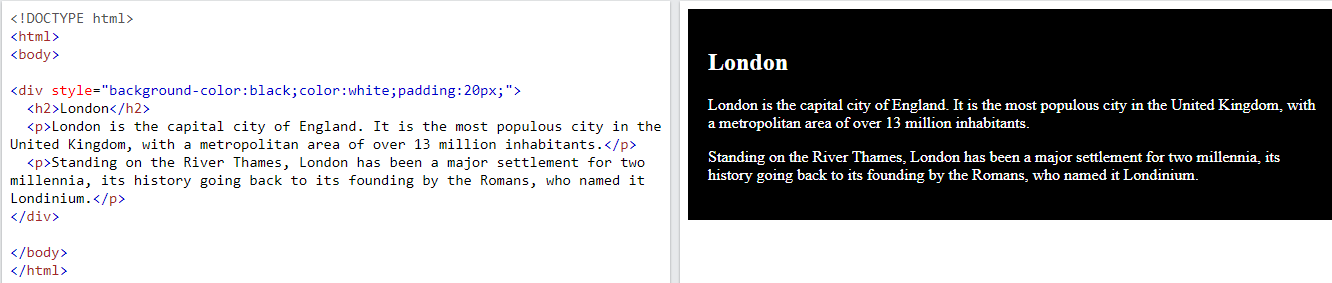 <!DOCTYPE html>
<html>
<body>
<div style="background-color:black;color:white;padding:20px;">
<h2>London</h2>
<p>London is the capital city of England. It is the most populous city in the
United Kingdom, with a metropolitan area of over 13 million inhabitants.</p>
<p>Standing on the River Thames, London has been a major settlement for two
millennia, its history going back to its founding by the Romans, who named it
Londinium.</p>
</div>
</body>
</html>
London
London is the capital city of England. It is the most populous city in the United Kingdom, with
a metropolitan area of over 13 million inhabitants.
Standing on the River Thames, London has been a major settlement for two millennia, its
history going back to its founding by the Romans, who named it Londinium.